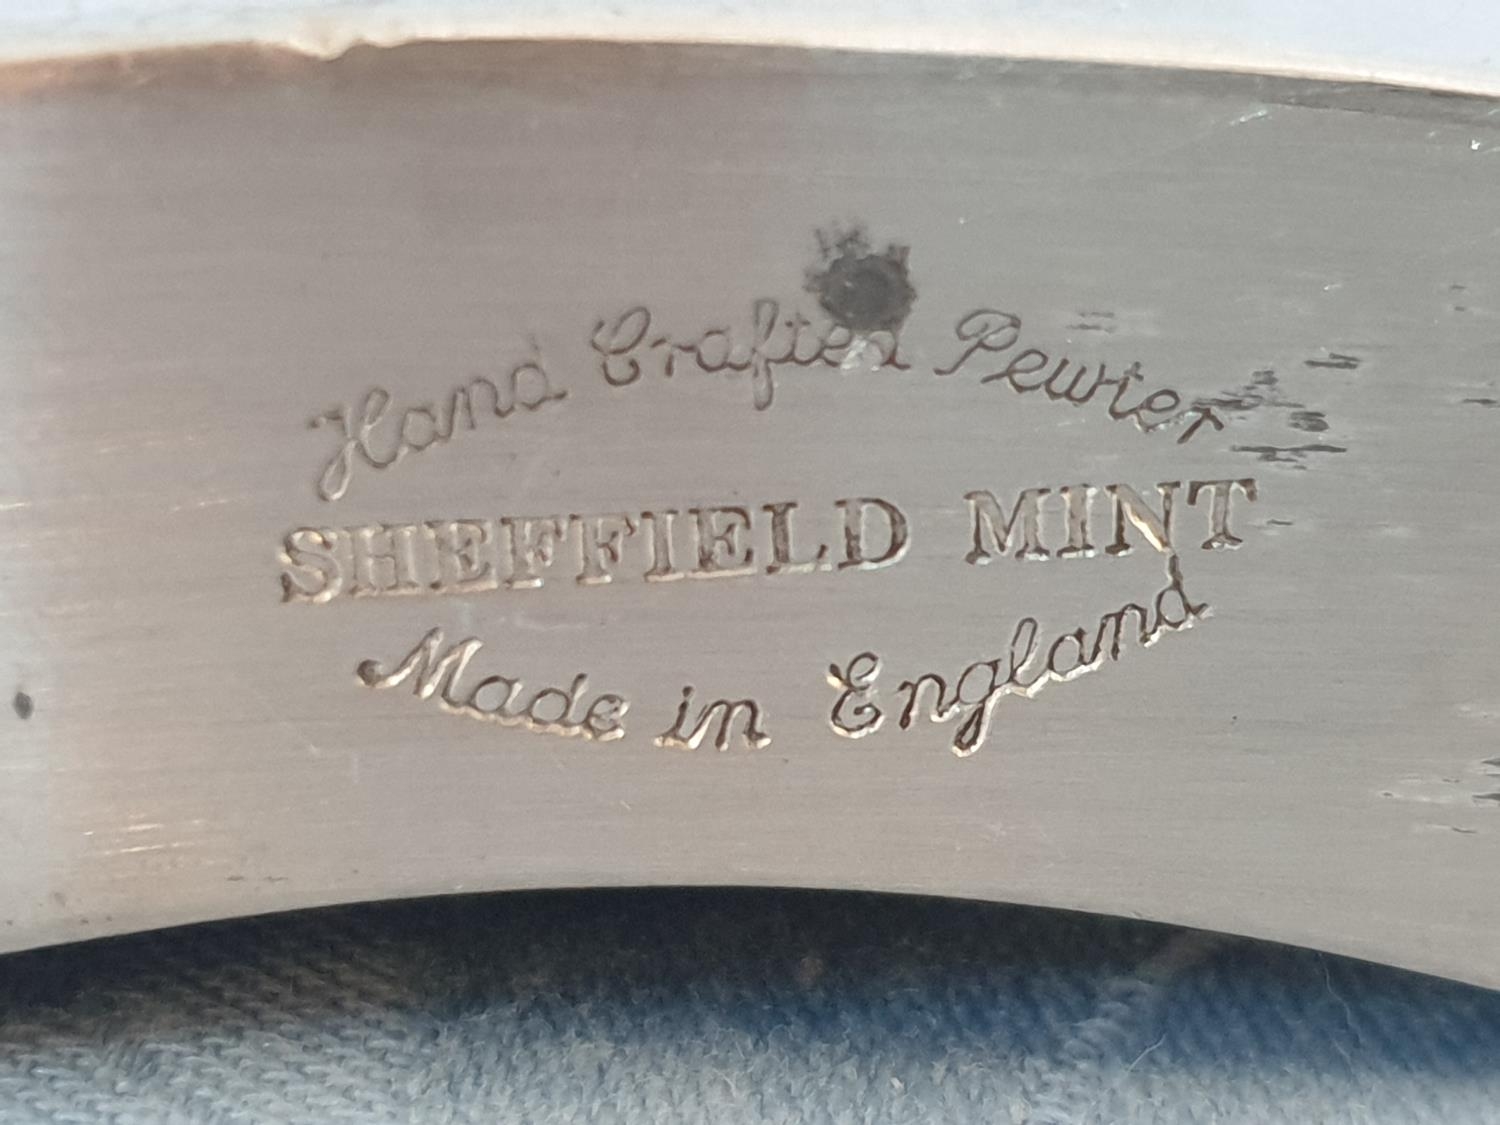 Hand Crafted Pewter
SHEFFIELD MINT
Made in England